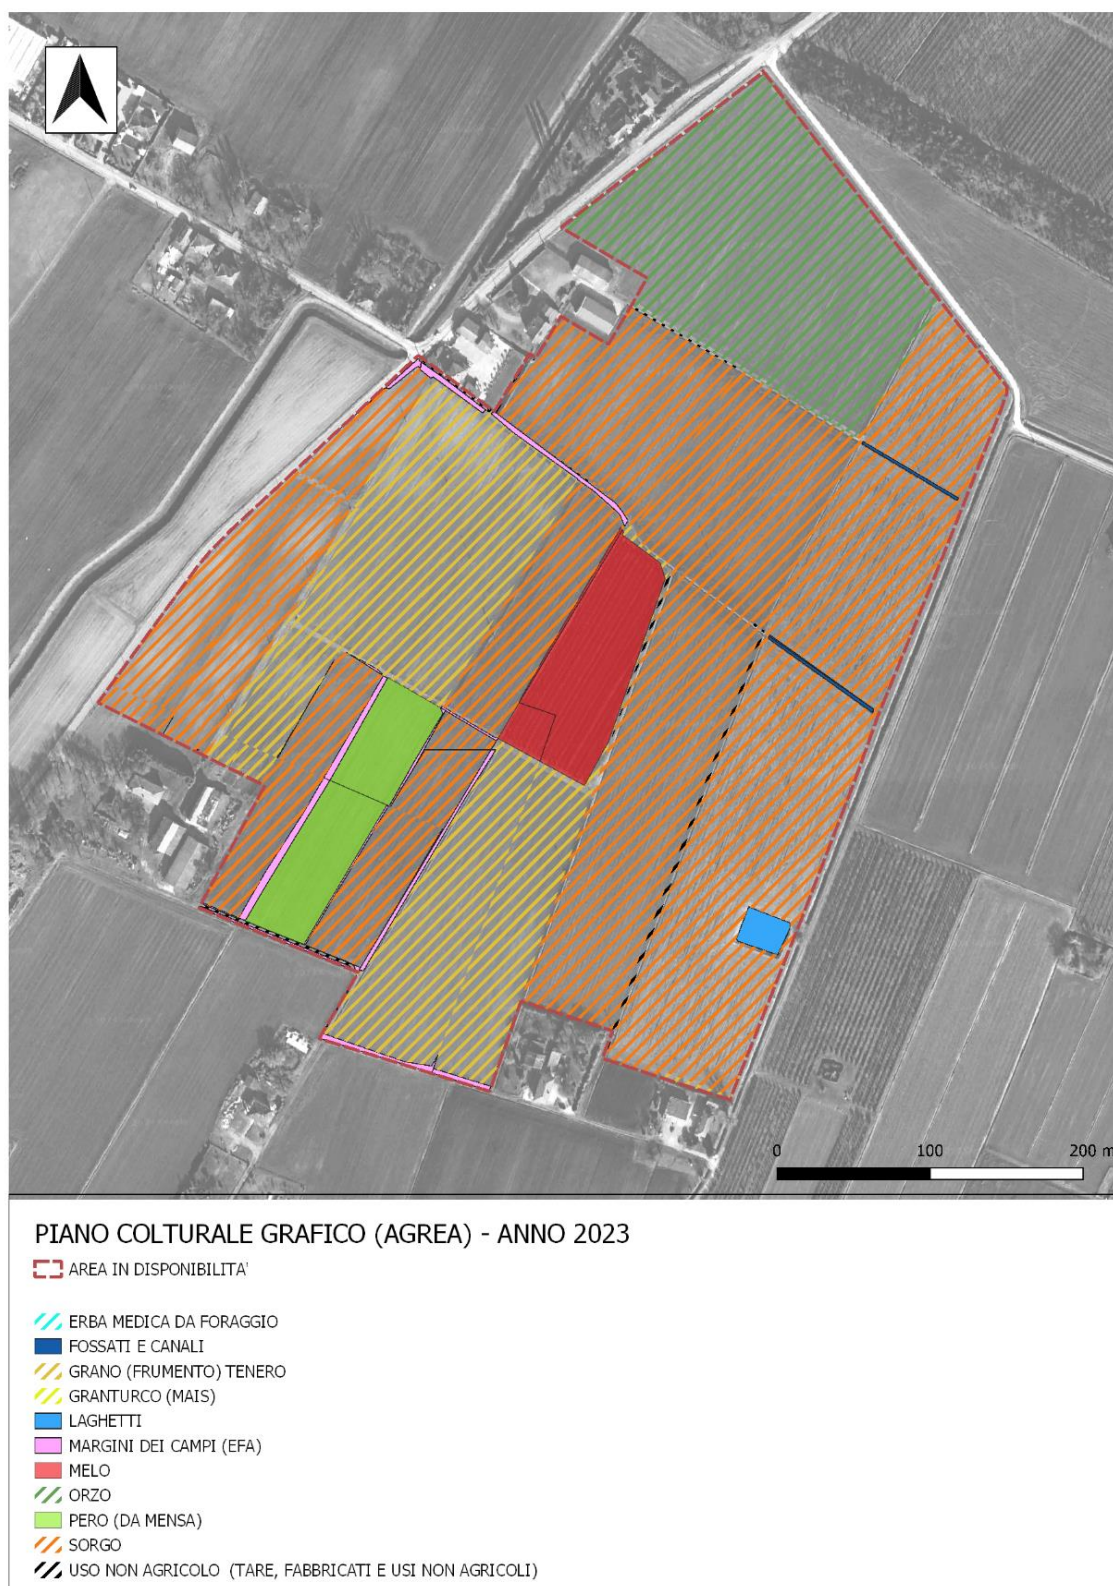 0 100 200 m
PIANO COLTURALE GRAFICO (AGREA) - ANNO 2023
AREA IN DISPONIBILITA'
ERBA MEDICA DA FORAGGIO
FOSSATI E CANALI
GRANO (FRUMENTO) TENERO
GRANTURCO (MAIS)
LAGHETTI
MARGINI DEI CAMPI (EFA)
MELO
ORZO
PERO (DA MENSA)
SORGO
USO NON AGRICOLO (TARE, FABBRICATI E USI NON AGRICOLI)